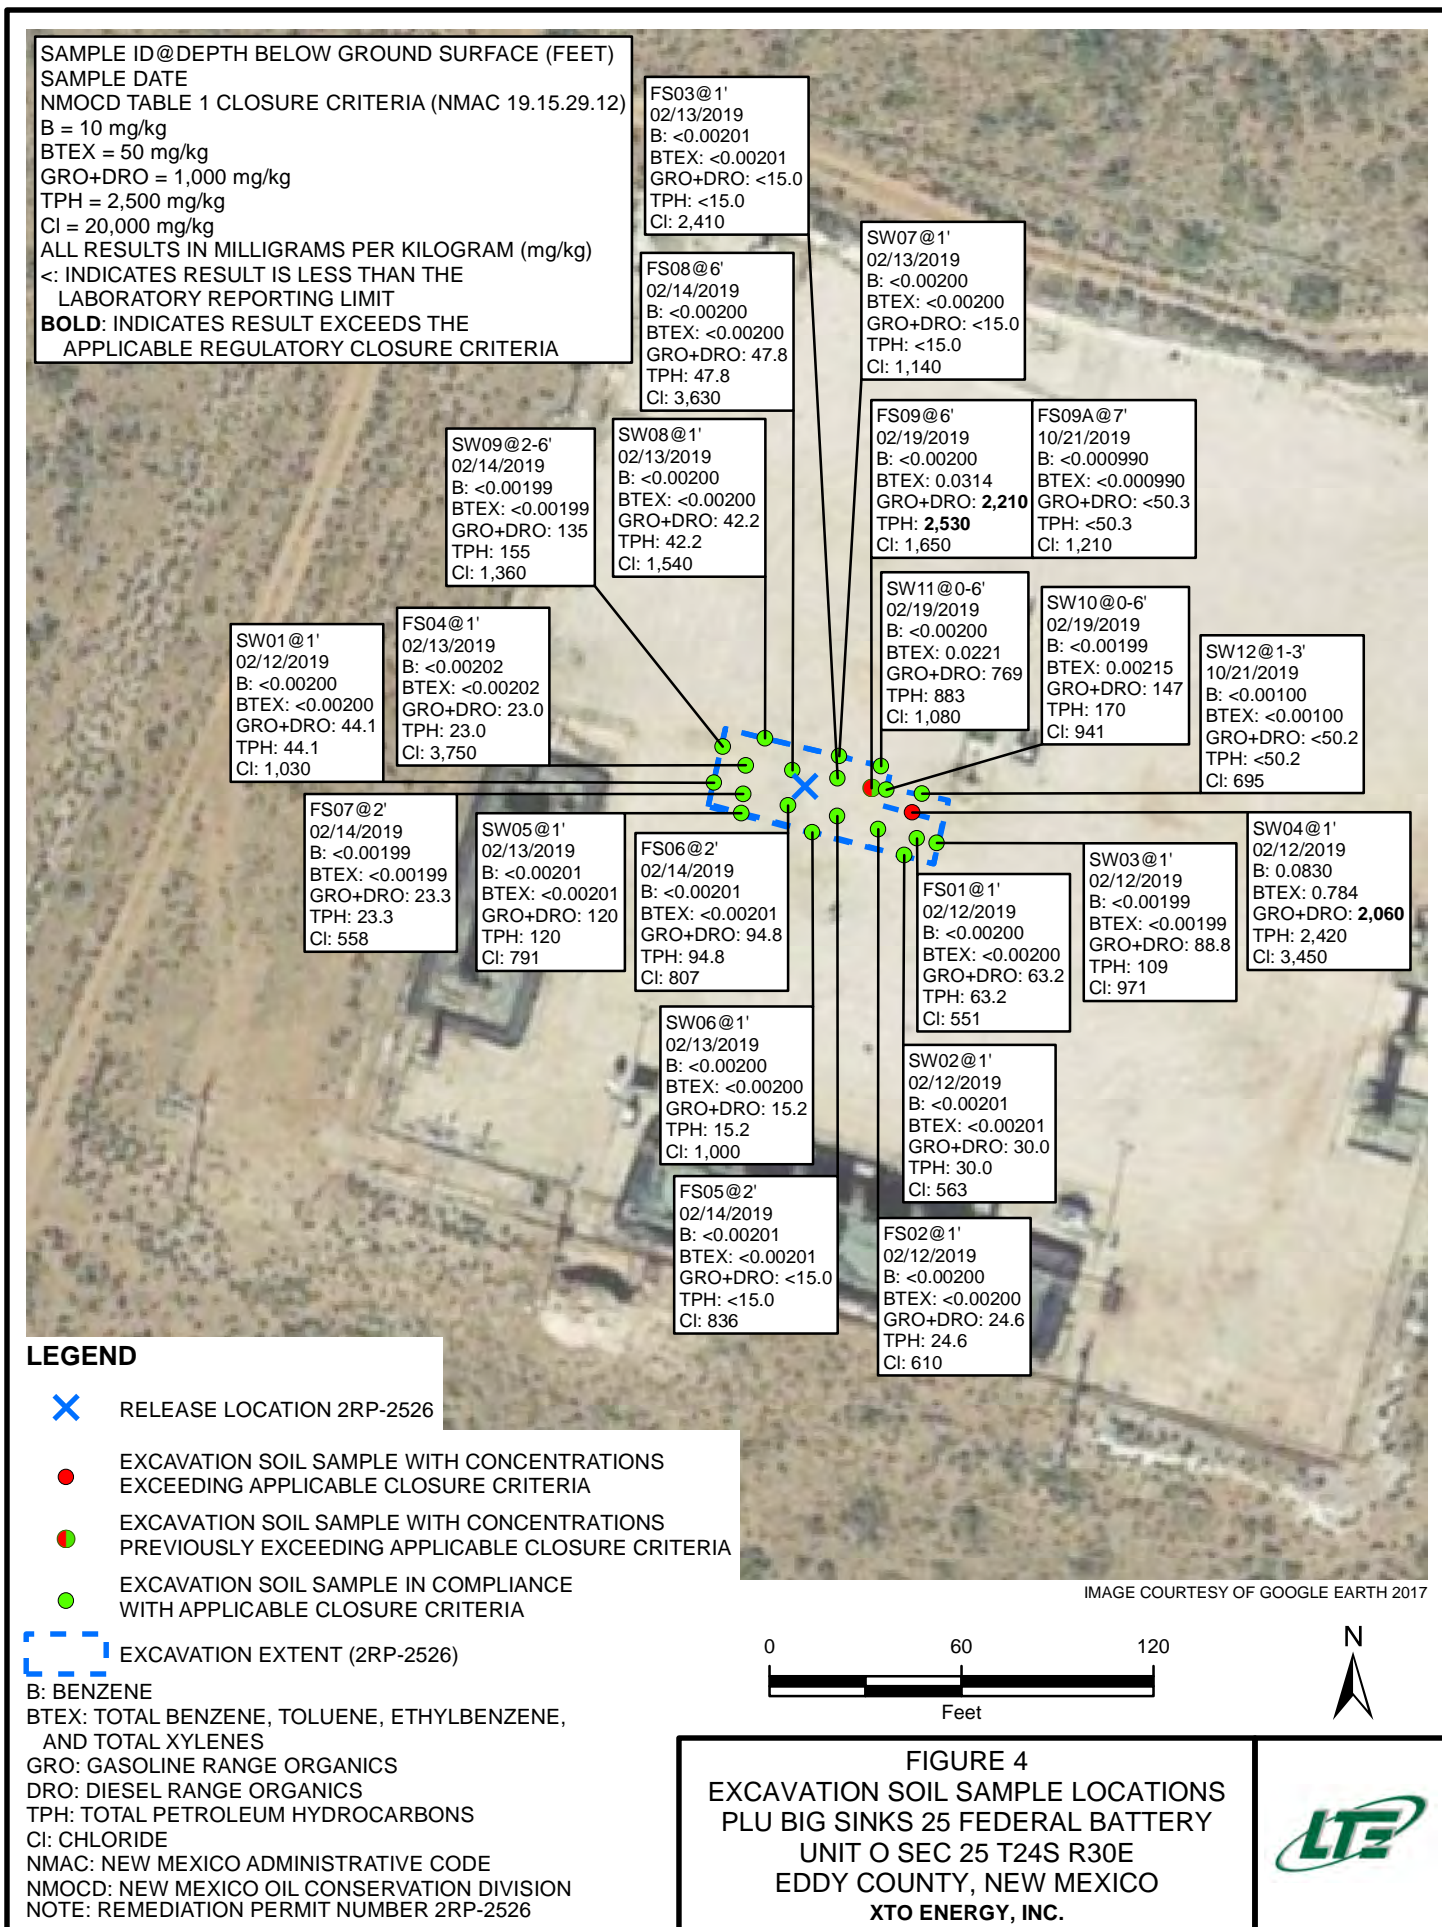 SAMPLE ID@DEPTH BELOW GROUND SURFACE (FEET)
SAMPLE DATE
NMOCD TABLE 1 CLOSURE CRITERIA (NMAC 19.15.29.12)
B = 10 mg/kg
BTEX = 50 mg/kg
GRO+DRO = 1,000 mg/kg
TPH = 2,500 mg/kg
Cl = 20,000 mg/kg
ALL RESULTS IN MILLIGRAMS PER KILOGRAM (mg/kg)
<: INDICATES RESULT IS LESS THAN THE
LABORATORY REPORTING LIMIT
BOLD: INDICATES RESULT EXCEEDS THE
APPLICABLE REGULATORY CLOSURE CRITERIA
FS03@1'
02/13/2019
B: <0.00201
BTEX: <0.00201
GRO+DRO: <15.0
TPH: <15.0
Cl: 2,410
SW07@1'
02/13/2019
B: <0.00200
BTEX: <0.00200
GRO+DRO: <15.0
TPH: <15.0
Cl: 1,140
FS08@6'
02/14/2019
B: <0.00200
BTEX: <0.00200
GRO+DRO: 47.8
TPH: 47.8
Cl: 3,630
FS09@6'
02/19/2019
B: <0.00200
BTEX: 0.0314
GRO+DRO: 2,210
TPH: 2,530
Cl: 1,650
FS09A@7'
10/21/2019
B: <0.000990
BTEX: <0.000990
GRO+DRO: <50.3
TPH: <50.3
Cl: 1,210
SW09@2-6'
02/14/2019
B: <0.00199
BTEX: <0.00199
GRO+DRO: 135
TPH: 155
Cl: 1,360
SW08@1'
02/13/2019
B: <0.00200
BTEX: <0.00200
GRO+DRO: 42.2
TPH: 42.2
Cl: 1,540
SW11@0-6'
02/19/2019
B: <0.00200
BTEX: 0.0221
GRO+DRO: 769
TPH: 883
Cl: 1,080
SW10@0-6'
02/19/2019
B: <0.00199
BTEX: 0.00215
GRO+DRO: 147
TPH: 170
Cl: 941
SW12@1-3'
10/21/2019
B: <0.00100
BTEX: <0.00100
GRO+DRO: <50.2
TPH: <50.2
Cl: 695
SW01@1'
02/12/2019
B: <0.00200
BTEX: <0.00200
GRO+DRO: 44.1
TPH: 44.1
Cl: 1,030
FS04@1'
02/13/2019
B: <0.00202
BTEX: <0.00202
GRO+DRO: 23.0
TPH: 23.0
Cl: 3,750
FS07@2'
02/14/2019
B: <0.00199
BTEX: <0.00199
GRO+DRO: 23.3
TPH: 23.3
Cl: 558
SW05@1'
02/13/2019
B: <0.00201
BTEX: <0.00201
GRO+DRO: 120
TPH: 120
Cl: 791
FS06@2'
02/14/2019
B: <0.00201
BTEX: <0.00201
GRO+DRO: 94.8
TPH: 94.8
Cl: 807
FS01@1'
02/12/2019
B: <0.00200
BTEX: <0.00200
GRO+DRO: 63.2
TPH: 63.2
Cl: 551
SW03@1'
02/12/2019
B: <0.00199
BTEX: <0.00199
GRO+DRO: 88.8
TPH: 109
Cl: 971
SW04@1'
02/12/2019
B: 0.0830
BTEX: 0.784
GRO+DRO: 2,060
TPH: 2,420
Cl: 3,450
SW06@1'
02/13/2019
B: <0.00200
BTEX: <0.00200
GRO+DRO: 15.2
TPH: 15.2
Cl: 1,000
SW02@1'
02/12/2019
B: <0.00201
BTEX: <0.00201
GRO+DRO: 30.0
TPH: 30.0
Cl: 563
FS05@2'
02/14/2019
B: <0.00201
BTEX: <0.00201
GRO+DRO: <15.0
TPH: <15.0
Cl: 836
FS02@1'
02/12/2019
B: <0.00200
BTEX: <0.00200
GRO+DRO: 24.6
TPH: 24.6
Cl: 610
LEGEND
RELEASE LOCATION 2RP-2526
EXCAVATION SOIL SAMPLE WITH CONCENTRATIONS
EXCEEDING APPLICABLE CLOSURE CRITERIA
EXCAVATION SOIL SAMPLE WITH CONCENTRATIONS
PREVIOUSLY EXCEEDING APPLICABLE CLOSURE CRITERIA
EXCAVATION SOIL SAMPLE IN COMPLIANCE
WITH APPLICABLE CLOSURE CRITERIA
EXCAVATION EXTENT (2RP-2526)
B: BENZENE
BTEX: TOTAL BENZENE, TOLUENE, ETHYLBENZENE,
AND TOTAL XYLENES
GRO: GASOLINE RANGE ORGANICS
DRO: DIESEL RANGE ORGANICS
TPH: TOTAL PETROLEUM HYDROCARBONS
Cl: CHLORIDE
NMAC: NEW MEXICO ADMINISTRATIVE CODE
NMOCD: NEW MEXICO OIL CONSERVATION DIVISION
NOTE: REMEDIATION PERMIT NUMBER 2RP-2526
IMAGE COURTESY OF GOOGLE EARTH 2017
0 60 120
Feet
N
FIGURE 4
EXCAVATION SOIL SAMPLE LOCATIONS
PLU BIG SINKS 25 FEDERAL BATTERY
UNIT O SEC 25 T24S R30E
EDDY COUNTY, NEW MEXICO
XTO ENERGY, INC.
LTE